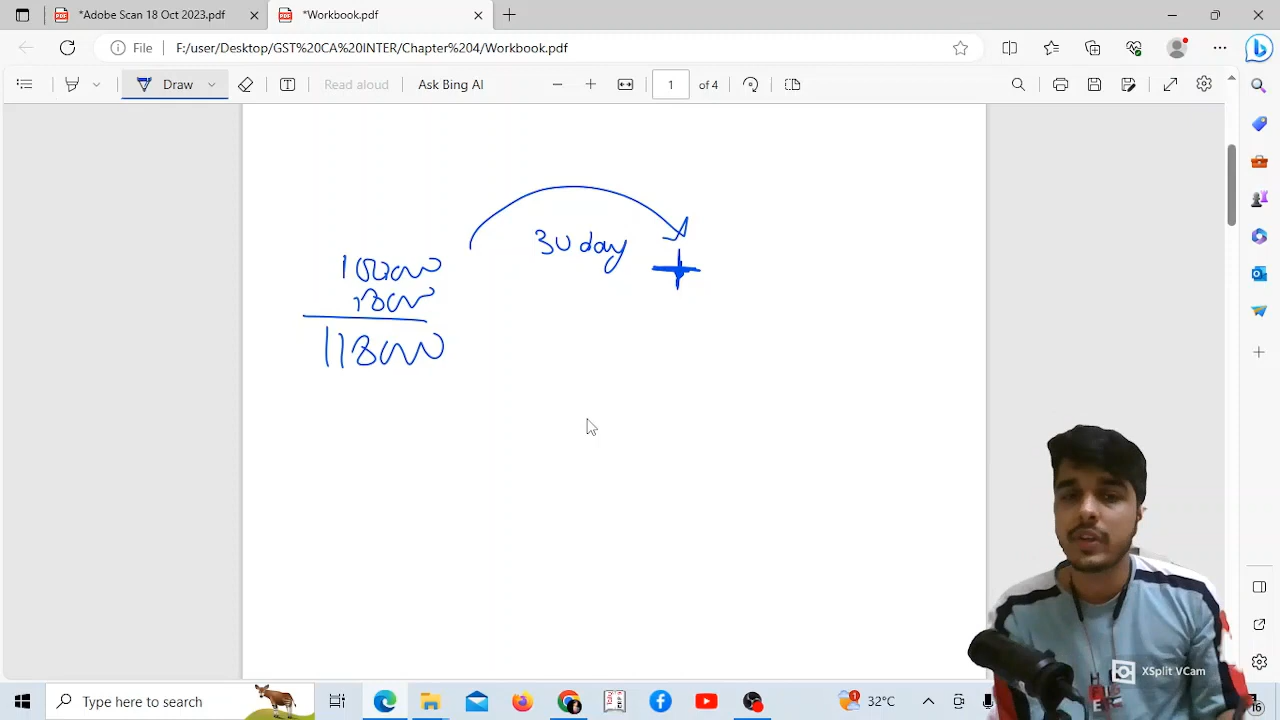 *Adobe Scan 18 Oct 2023.pdf
*Workbook.pdf
File
F:/user/Desktop/GST%20CA%20INTER/Chapter%204/Workbook.pdf
Draw
Read aloud
Ask Bing AI
1 of 4
30 day
100000
18000
118000
XSplit VCam
Type here to search
1
32°C
16